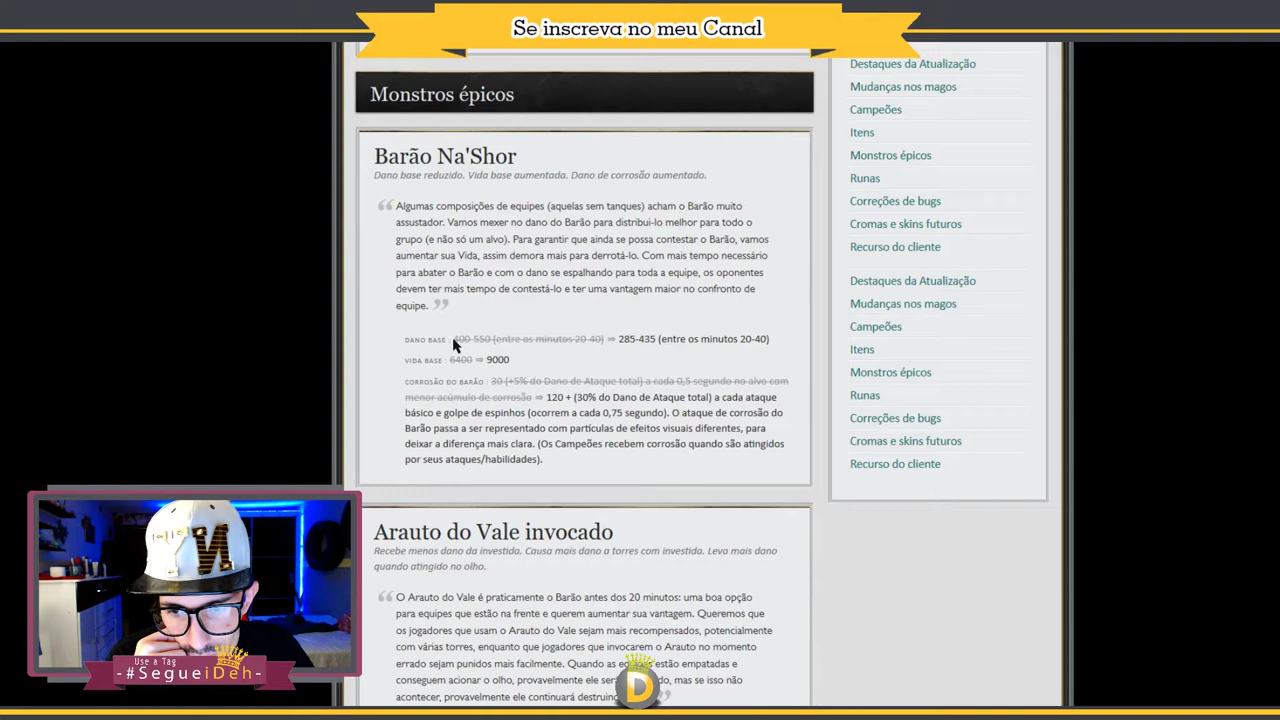 Se inscreva no meu Canal
Monstros épicos
Barão Na'Shor
Dano base reduzido. Vida base aumentada. Dano de corrosão aumentado.
Algumas composições de equipes (aquelas sem tanques) acham o Barão muito
assustador. Vamos mexer no dano do Barão para distribui-lo melhor para todo o
grupo (e não só um alvo). Para garantir que ainda se possa contestar o Barão, vamos
aumentar sua Vida, assim demora mais para derrotá-lo. Com mais tempo necessário
para abater o Barão e com o dano se espalhando para toda a equipe, os oponentes
devem ter mais tempo de contestá-lo e ter uma vantagem maior no confronto de
equipe.
DANO BASE : 400-550 (entre os minutos 20-40) ⇒ 285-435 (entre os minutos 20-40)
VIDA BASE : 6400 ⇒ 9000
CORROSÃO DO BARÃO : 30 (+5% do Dano de Ataque total) a cada 0,5 segundo no alvo com
menor acúmulo de corrosão ⇒ 120 + (30% do Dano de Ataque total) a cada ataque
básico e golpe de espinhos (ocorrem a cada 0,75 segundo). O ataque de corrosão do
Barão passa a ser representado com partículas de efeitos visuais diferentes, para
deixar a diferença mais clara. (Os Campeões recebem corrosão quando são atingidos
por seus ataques/habilidades).
Arauto do Vale invocado
Recebe menos dano da investida. Causa mais dano a torres com investida. Leva mais dano
quando atingido no olho.
O Arauto do Vale é praticamente o Barão antes dos 20 minutos: uma boa opção
para equipes que estão na frente e querem aumentar sua vantagem. Queremos que
os jogadores que usam o Arauto do Vale sejam mais recompensados, potencialmente
com várias torres, enquanto que jogadores que invocarem o Arauto no momento
errado sejam punidos mais facilmente. Quando as estão empatadas e
conseguem acionar o olho, provavelmente ele mas se isso não
acontecer, provavelmente ele continuará
Destaques da Atualização
Mudanças nos magos
Campeões
Itens
Monstros épicos
Runas
Correções de bugs
Cromas e skins futuros
Recurso do cliente
Destaques da Atualização
Mudanças nos magos
Campeões
Itens
Monstros épicos
Runas
Correções de bugs
Cromas e skins futuros
Recurso do cliente
N
Use a Tag
-#SegueiDeh-
D